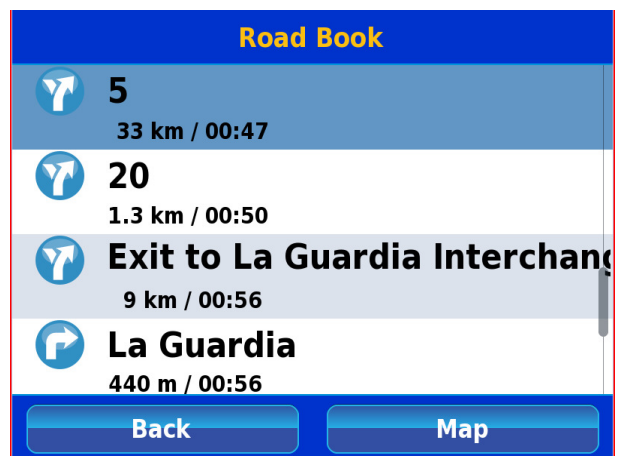 Road Book
5
33 km / 00:47
20
1.3 km / 00:50
Exit to La Guardia Interchang
9 km / 00:56
La Guardia
440 m / 00:56
Back
Map